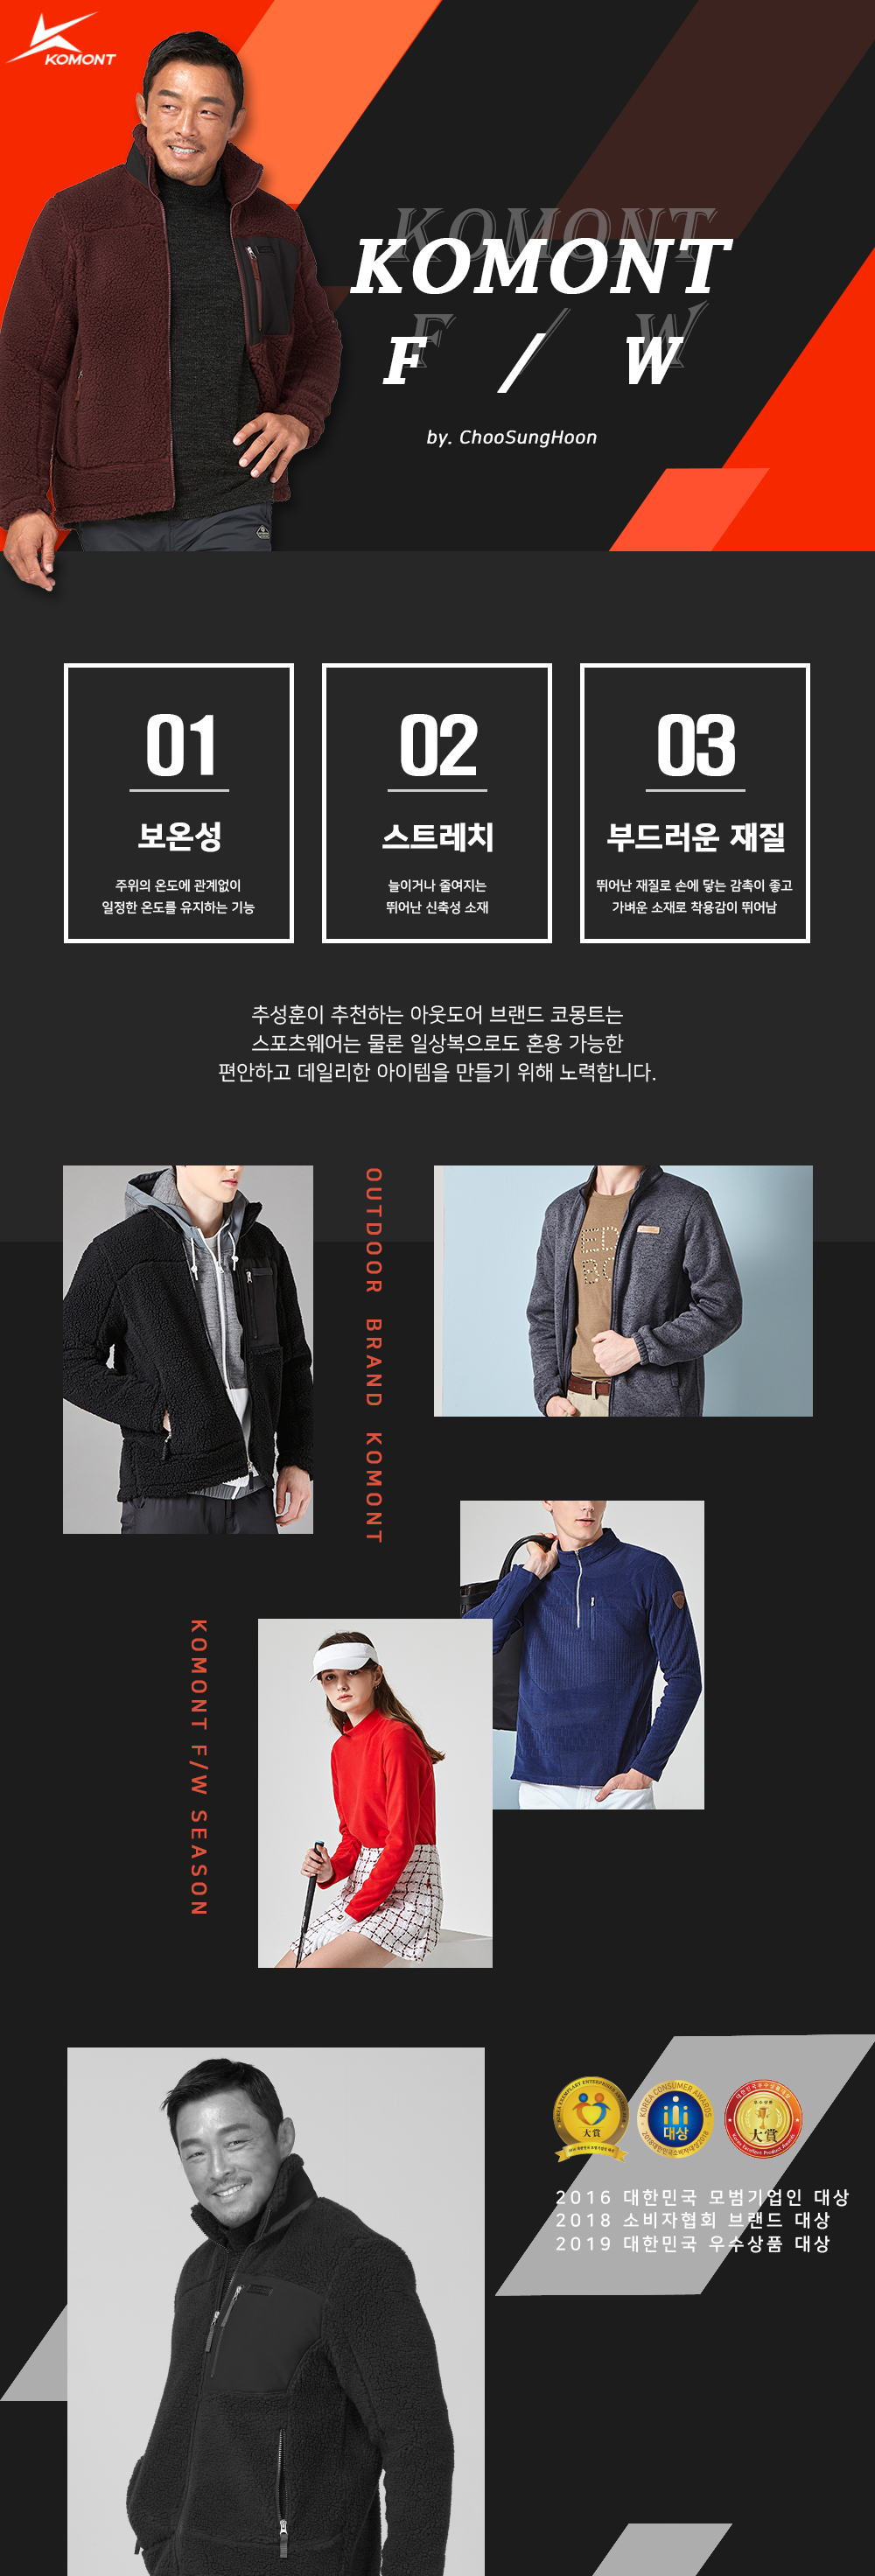 KOMONT
KOMONT
KOMONT
F / W
F / W
by. ChooSungHoon
01
보온성
주위의 온도에 관계없이
일정한 온도를 유지하는 기능
02
스트레치
늘이거나 줄여지는
뛰어난 신축성 소재
03
부드러운 재질
뛰어난 재질로 손에 닿는 감촉이 좋고
가벼운 소재로 착용감이 뛰어남
추성훈이 추천하는 아웃도어 브랜드 코몽트는
스포츠웨어는 물론 일상복으로도 혼용 가능한
편안하고 데일리한 아이템을 만들기 위해 노력합니다.
OUTDOOR BRAND KOMONT
ED
BO
KOMONT F/W SEASON
大賞
KOREA CONSUMER AWARDS
대상
大賞
2016 대한민국 모범기업인 대상
2018 소비자협회 브랜드 대상
2019 대한민국 우수상품 대상